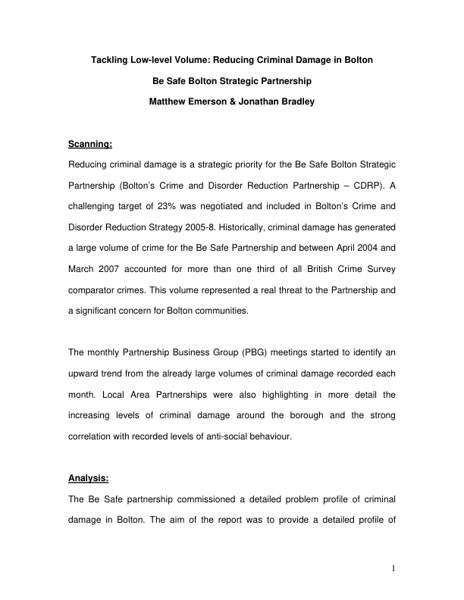 Tackling Low-level Volume: Reducing Criminal Damage in Bolton
Be Safe Bolton Strategic Partnership
Matthew Emerson & Jonathan Bradley
Scanning:
Reducing criminal damage is a strategic priority for the Be Safe Bolton Strategic
Partnership (Bolton's Crime and Disorder Reduction Partnership – CDRP). A
challenging target of 23% was negotiated and included in Bolton's Crime and
Disorder Reduction Strategy 2005-8. Historically, criminal damage has generated
a large volume of crime for the Be Safe Partnership and between April 2004 and
March 2007 accounted for more than one third of all British Crime Survey
comparator crimes. This volume represented a real threat to the Partnership and
a significant concern for Bolton communities.
The monthly Partnership Business Group (PBG) meetings started to identify an
upward trend from the already large volumes of criminal damage recorded each
month. Local Area Partnerships were also highlighting in more detail the
increasing levels of criminal damage around the borough and the strong
correlation with recorded levels of anti-social behaviour.
Analysis:
The Be Safe partnership commissioned a detailed problem profile of criminal
damage in Bolton. The aim of the report was to provide a detailed profile of
1